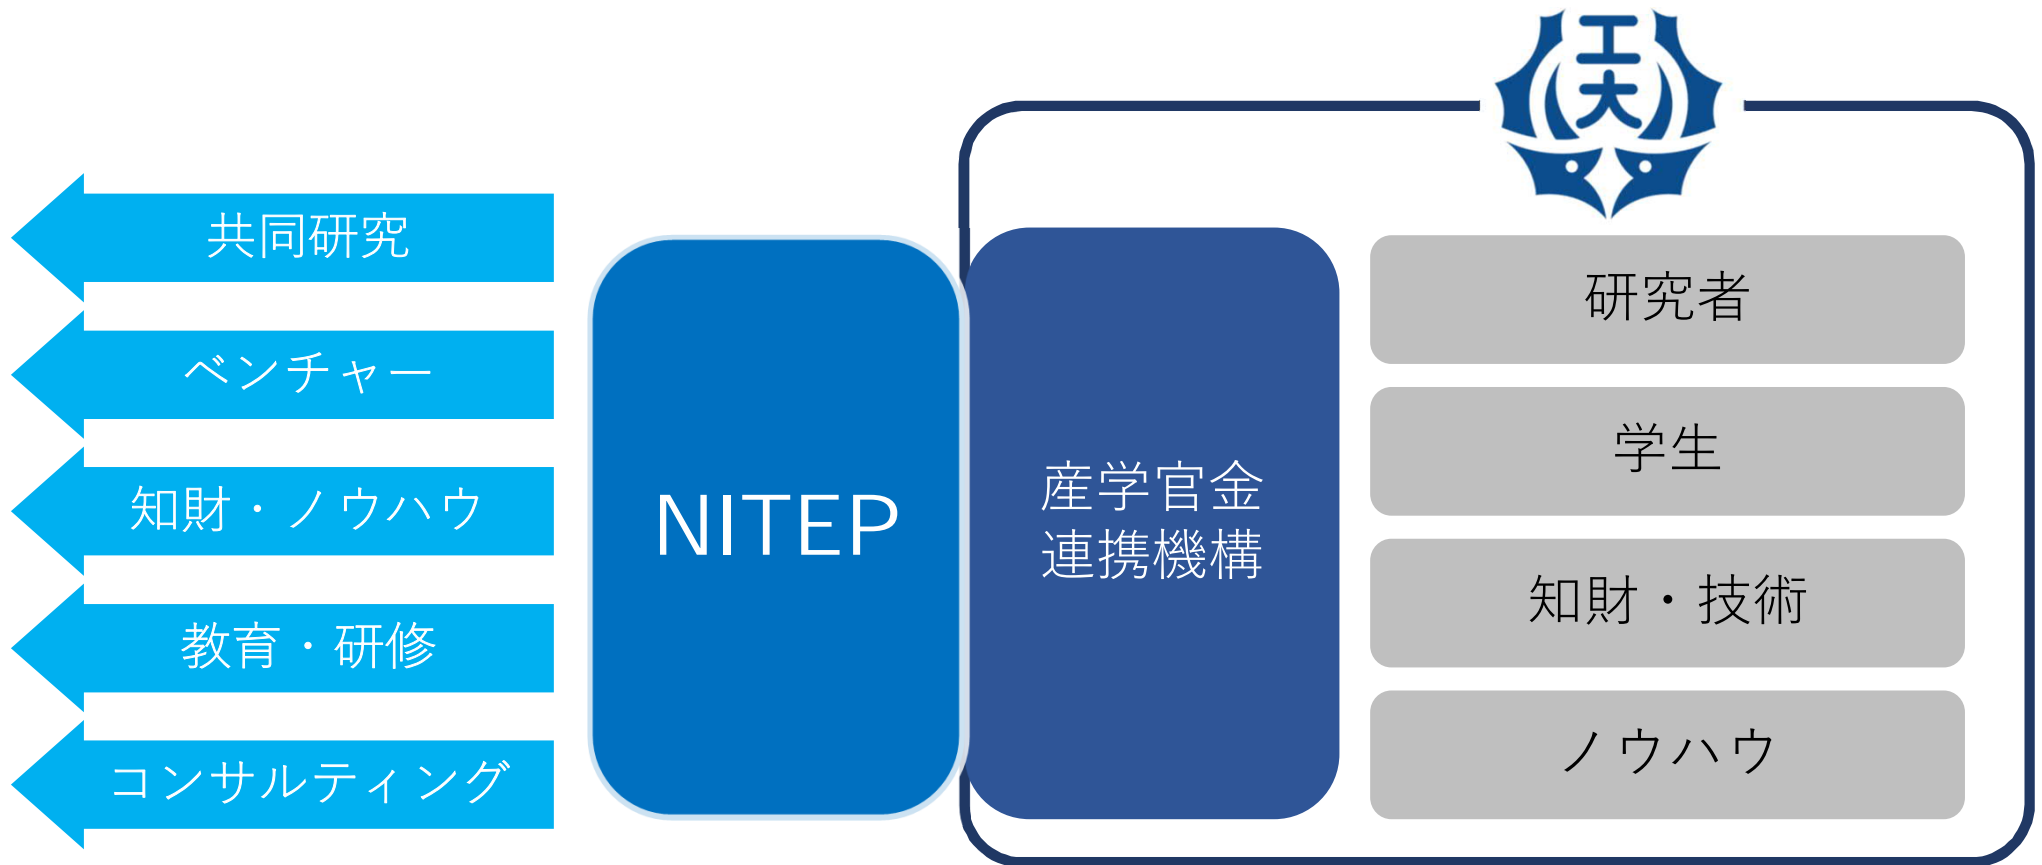 工
大
共同研究
ベンチャー
知財・ノウハウ
教育・研修
コンサルティング
NITEP
産学官金
連携機構
研究者
学生
知財・技術
ノウハウ